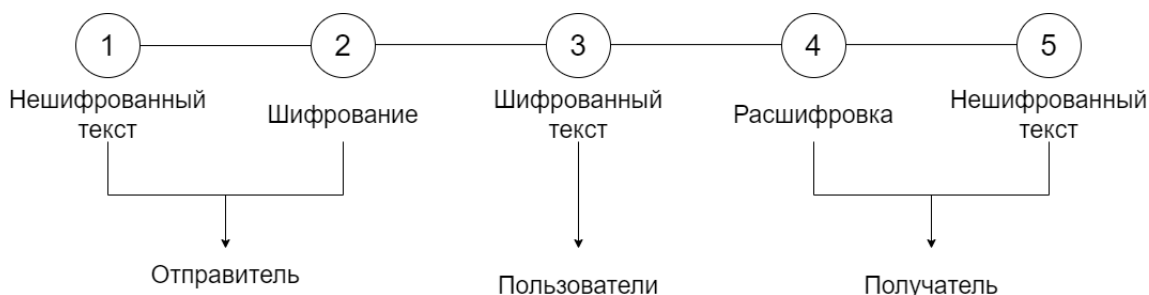 1 2 3 4 5
Нешифрованный текст
Шифрование
Шифрованный текст
Расшифровка
Нешифрованный текст
Отправитель
Пользователи
Получатель